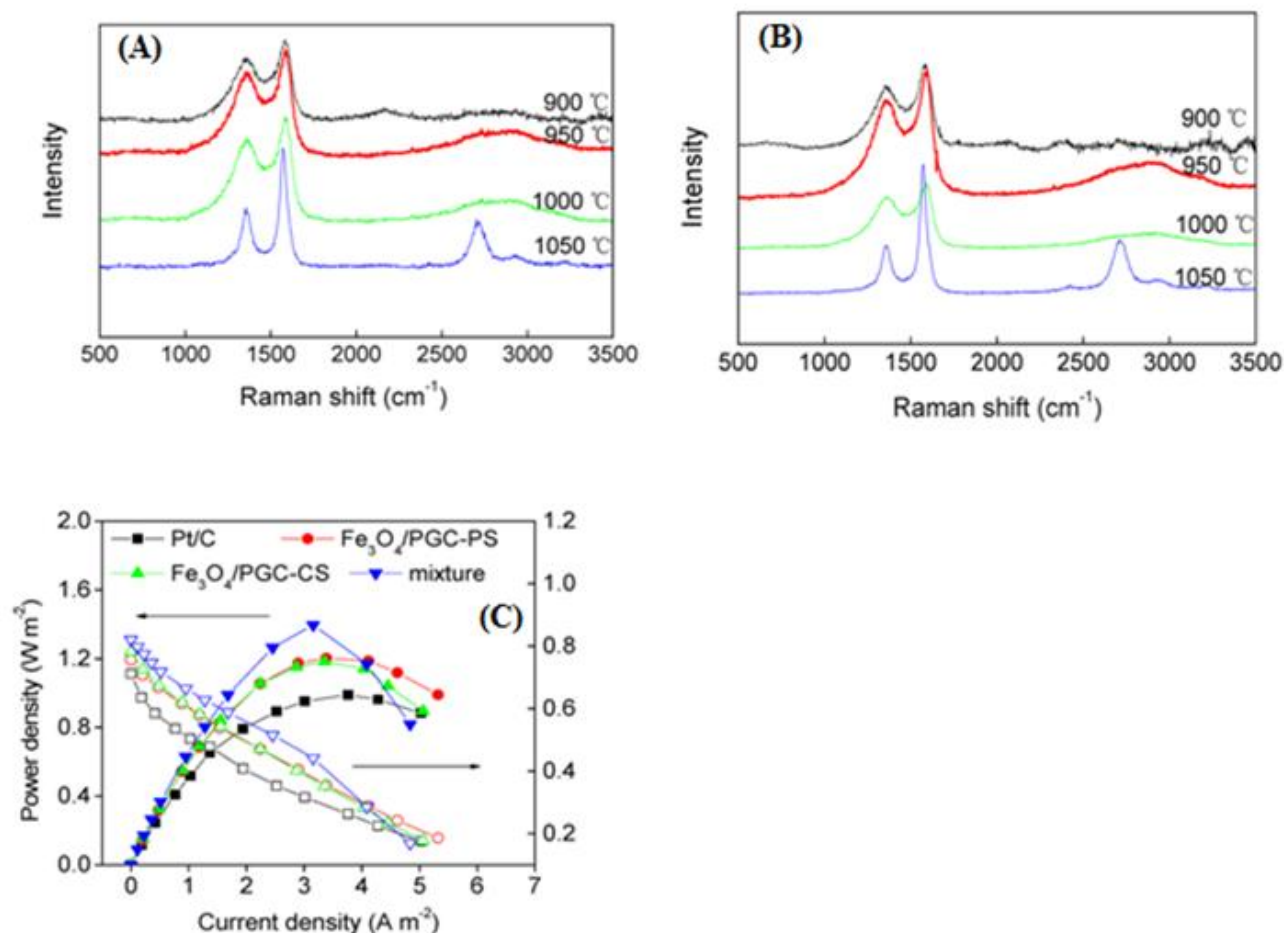 (A)
900 ℃
950 ℃
1000 ℃
1050 ℃
Intensity
500 1000 1500 2000 2500 3000 3500
Raman shift (cm⁻¹)
(B)
900 ℃
950 ℃
1000 ℃
1050 ℃
Intensity
500 1000 1500 2000 2500 3000 3500
Raman shift (cm⁻¹)
(C)
Pt/C Fe₃O₄/PGC-PS
Fe₃O₄/PGC-CS mixture
Power density (W m⁻²)
2.0
1.6
1.2
0.8
0.4
0.0
1.2
1.0
0.8
0.6
0.4
0.2
0 1 2 3 4 5 6 7
Current density (A m⁻²)